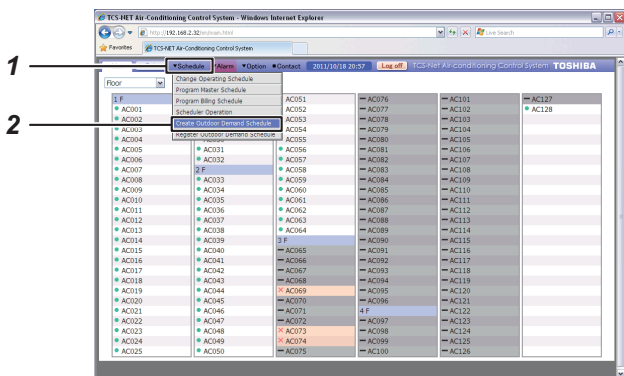 TCS-NET Air-Conditioning Control System - Windows Internet Explorer
http://192.168.2.32/en/main.html
Live Search
Favorites
TCS-NET Air-Conditioning Control System
1
▼Schedule ▼Alarm ▼Option ●Contact 2011/10/18 20:57 Log off TCS-Net Air-conditioning Control System TOSHIBA
Floor
2
Change Operating Schedule
Program Master Schedule
Program Billing Schedule
Scheduler Operation
Create Outdoor Demand Schedule
Register Outdoor Demand Schedule
1 F
AC001
AC002
AC003
AC004
AC005
AC006
AC007
AC008
AC009
AC010
AC011
AC012
AC013
AC014
AC015
AC016
AC017
AC018
AC019
AC020
AC021
AC022
AC023
AC024
AC025
AC031
AC032
2 F
AC033
AC034
AC035
AC036
AC037
AC038
AC039
AC040
AC041
AC042
AC043
AC044
AC045
AC046
AC047
AC048
AC049
AC050
AC051
AC052
AC053
AC054
AC055
AC056
AC057
AC058
AC059
AC060
AC061
AC062
AC063
AC064
3 F
AC065
AC066
AC067
AC068
AC069
AC070
AC071
AC072
AC073
AC074
AC075
AC076
AC077
AC078
AC079
AC080
AC081
AC082
AC083
AC084
AC085
AC086
AC087
AC088
AC089
AC090
AC091
AC092
AC093
AC094
AC095
AC096
4 F
AC097
AC098
AC099
AC100
AC101
AC102
AC103
AC104
AC105
AC106
AC107
AC108
AC109
AC110
AC111
AC112
AC113
AC114
AC115
AC116
AC117
AC118
AC119
AC120
AC121
AC122
AC123
AC124
AC125
AC126
AC127
AC128